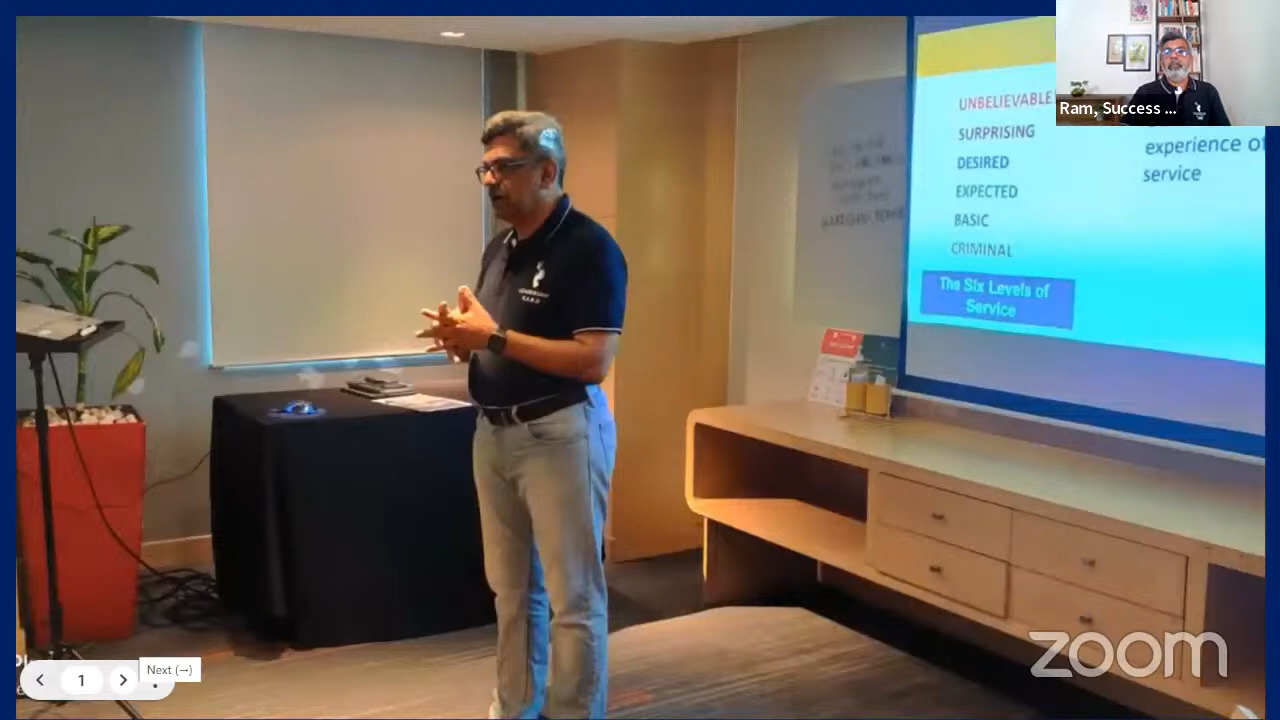 Ram, Success ...
UNBELIEVABLE
SURPRISING
DESIRED
EXPECTED
BASIC
CRIMINAL
The Six Levels of
Service
experience of
service
zoom
1
Next (→)